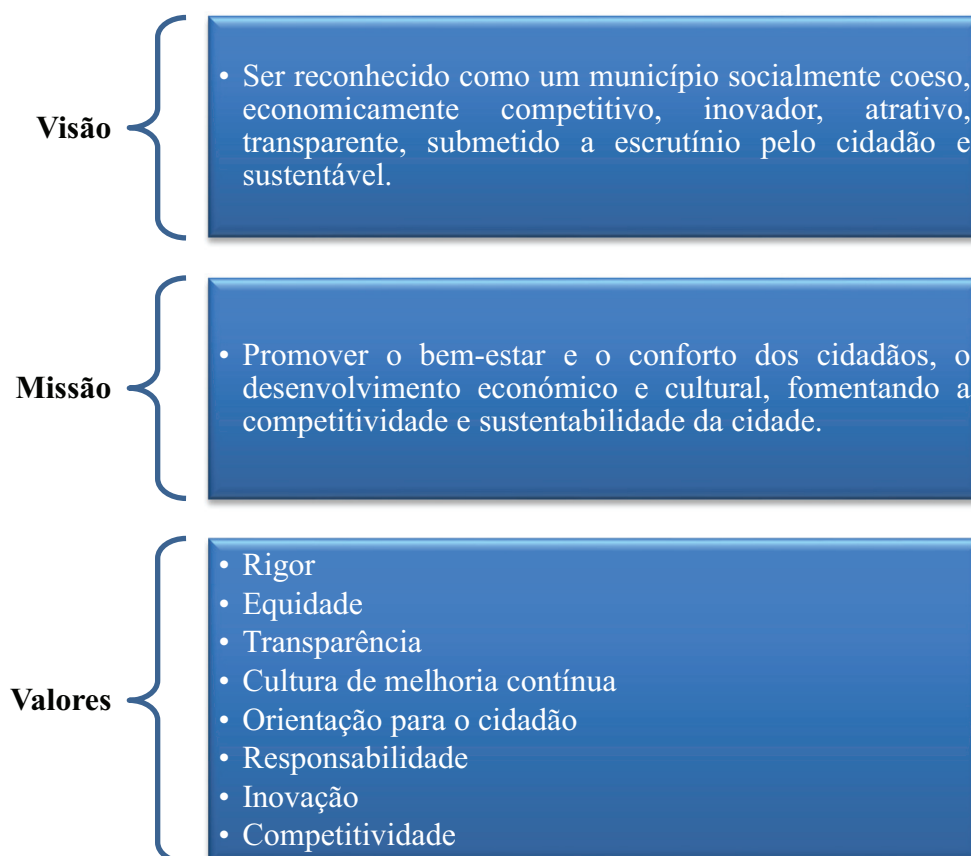 Visão
• Ser reconhecido como um município socialmente coeso,
economicamente competitivo, inovador, atrativo,
transparente, submetido a escrutínio pelo cidadão e
sustentável.
Missão
• Promover o bem-estar e o conforto dos cidadãos, o
desenvolvimento económico e cultural, fomentando a
competitividade e sustentabilidade da cidade.
Valores
• Rigor
• Equidade
• Transparência
• Cultura de melhoria contínua
• Orientação para o cidadão
• Responsabilidade
• Inovação
• Competitividade